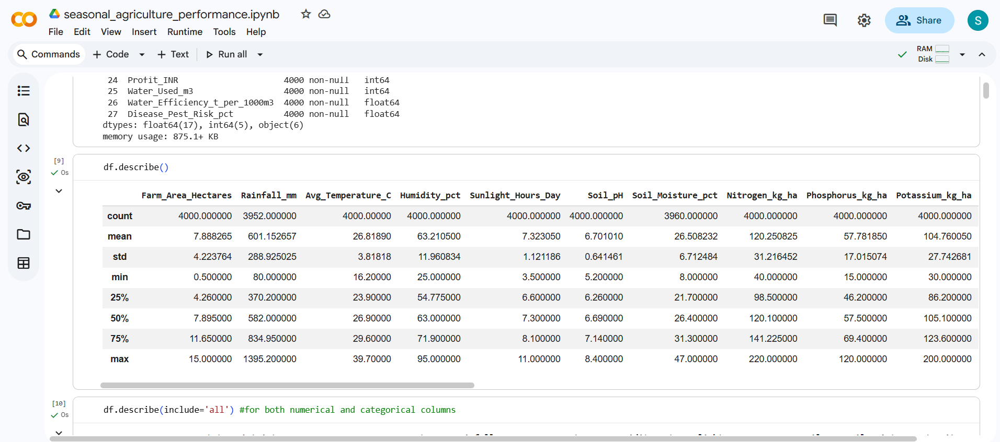 seasonal_agriculture_performance.ipynb
File Edit View Insert Runtime Tools Help
Share
S
Commands + Code + Text Run all
RAM
Disk
24 Profit_INR 4000 non-null int64
25 Water_Used_m3 4000 non-null int64
26 Water_Efficiency_t_per_1000m3 4000 non-null float64
27 Disease_Pest_Risk_pct 4000 non-null float64
dtypes: float64(17), int64(5), object(6)
memory usage: 875.1+ KB
[9]
0s
df.describe()
Farm_Area_Hectares Rainfall_mm Avg_Temperature_C Humidity_pct Sunlight_Hours_Day Soil_pH Soil_Moisture_pct Nitrogen_kg_ha Phosphorus_kg_ha Potassium_kg_ha
count 4000.000000 3952.000000 4000.00000 4000.000000 4000.000000 4000.000000 3960.000000 4000.000000 4000.000000 4000.000000
mean 7.888265 601.152657 26.81890 63.210500 7.323050 6.701010 26.508232 120.250825 57.781850 104.760050
std 4.223764 288.925025 3.81818 11.960834 1.121186 0.641461 6.712484 31.216452 17.015074 27.742681
min 0.500000 80.000000 16.20000 25.000000 3.500000 5.200000 8.000000 40.000000 15.000000 30.000000
25% 4.260000 370.200000 23.90000 54.775000 6.600000 6.260000 21.700000 98.500000 46.200000 86.200000
50% 7.895000 582.000000 26.90000 63.000000 7.300000 6.690000 26.400000 120.100000 57.500000 105.100000
75% 11.650000 834.950000 29.60000 71.900000 8.100000 7.140000 31.300000 141.225000 69.400000 123.600000
max 15.000000 1395.200000 39.70000 95.000000 11.000000 8.400000 47.000000 220.000000 120.000000 200.000000
[10]
0s
df.describe(include='all') #for both numerical and categorical columns